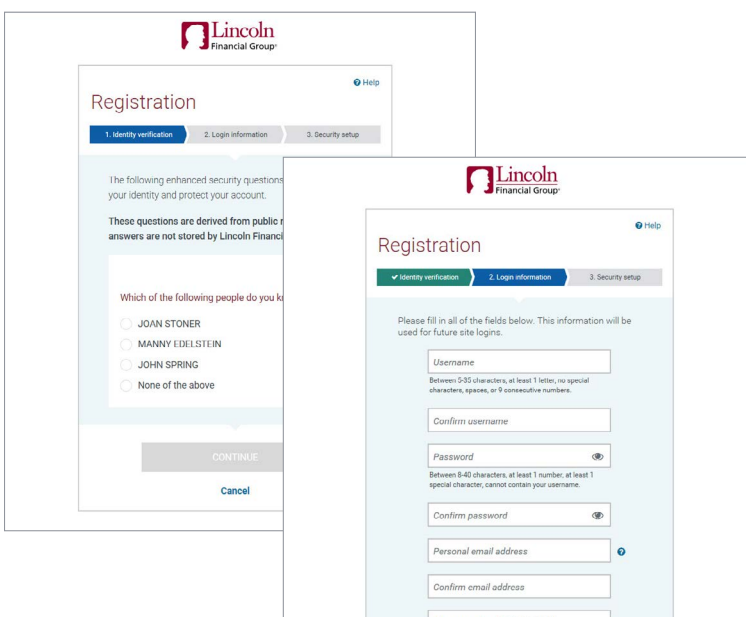 Lincoln
Financial Group®
Help
Registration
1. Identity verification 2. Login information 3. Security setup
The following enhanced security questions
your identity and protect your account.
These questions are derived from public
answers are not stored by Lincoln
Which of the following people do you
JOAN STONER
MANNY EDELSTEIN
JOHN SPRING
None of the above
CONTINUE
Cancel
Lincoln
Financial Group®
Help
Registration
Identity verification 2. Login information 3. Security setup
Please fill in all of the fields below. This information will be
used for future site logins.
Username
Between 5-35 characters, at least 1 letter, no special
characters, spaces, or 9 consecutive numbers.
Confirm username
Password
Between 8-40 characters, at least 1 number, at least 1
special character, cannot contain your username.
Confirm password
Personal email address
Confirm email address